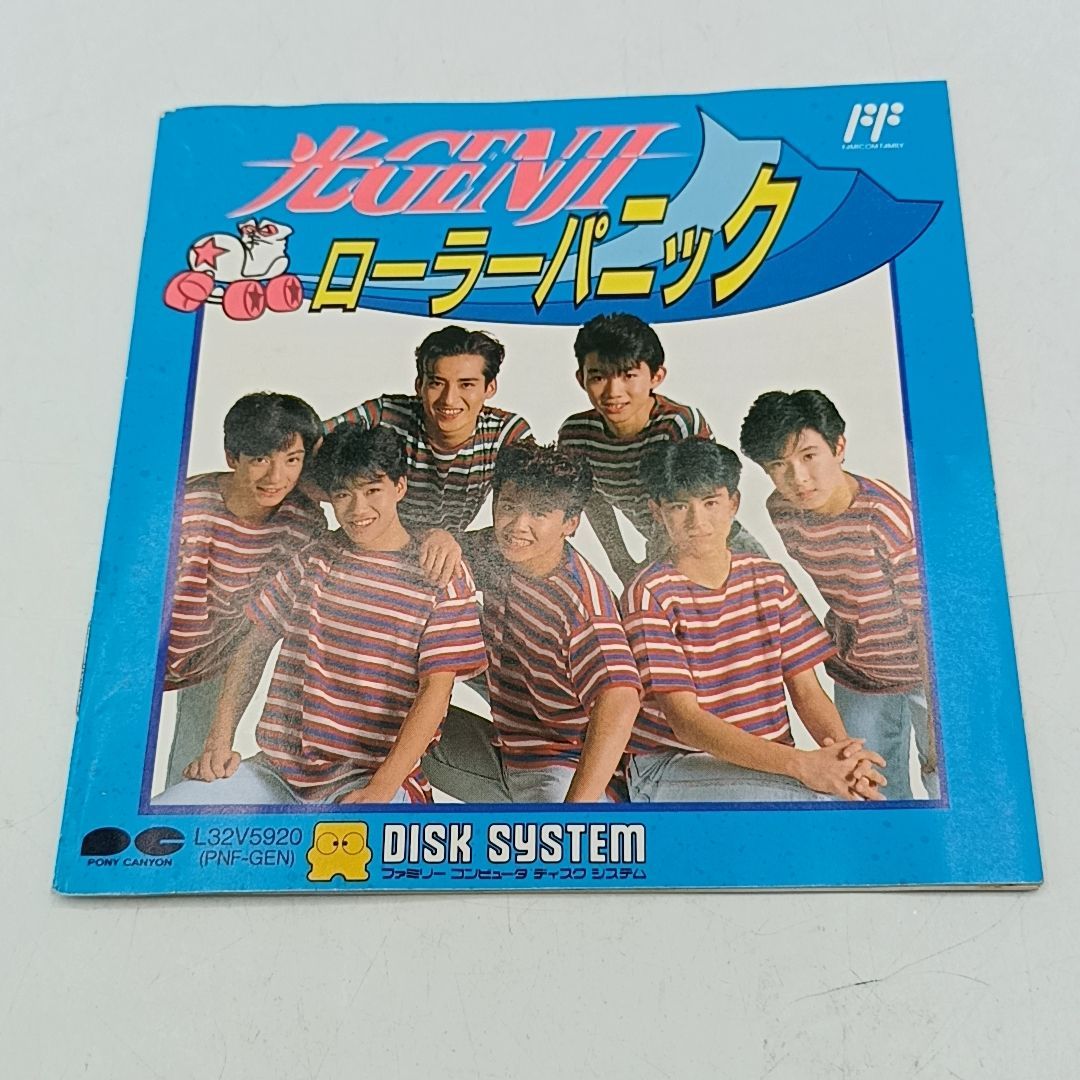 光GENJI
ローラーパニック
FF
FAMICOM FAMILY
PONY CANYON
L32V5920
(PNF-GEN)
DISK SYSTEM
ファミリー コンピュータ ディスク システム